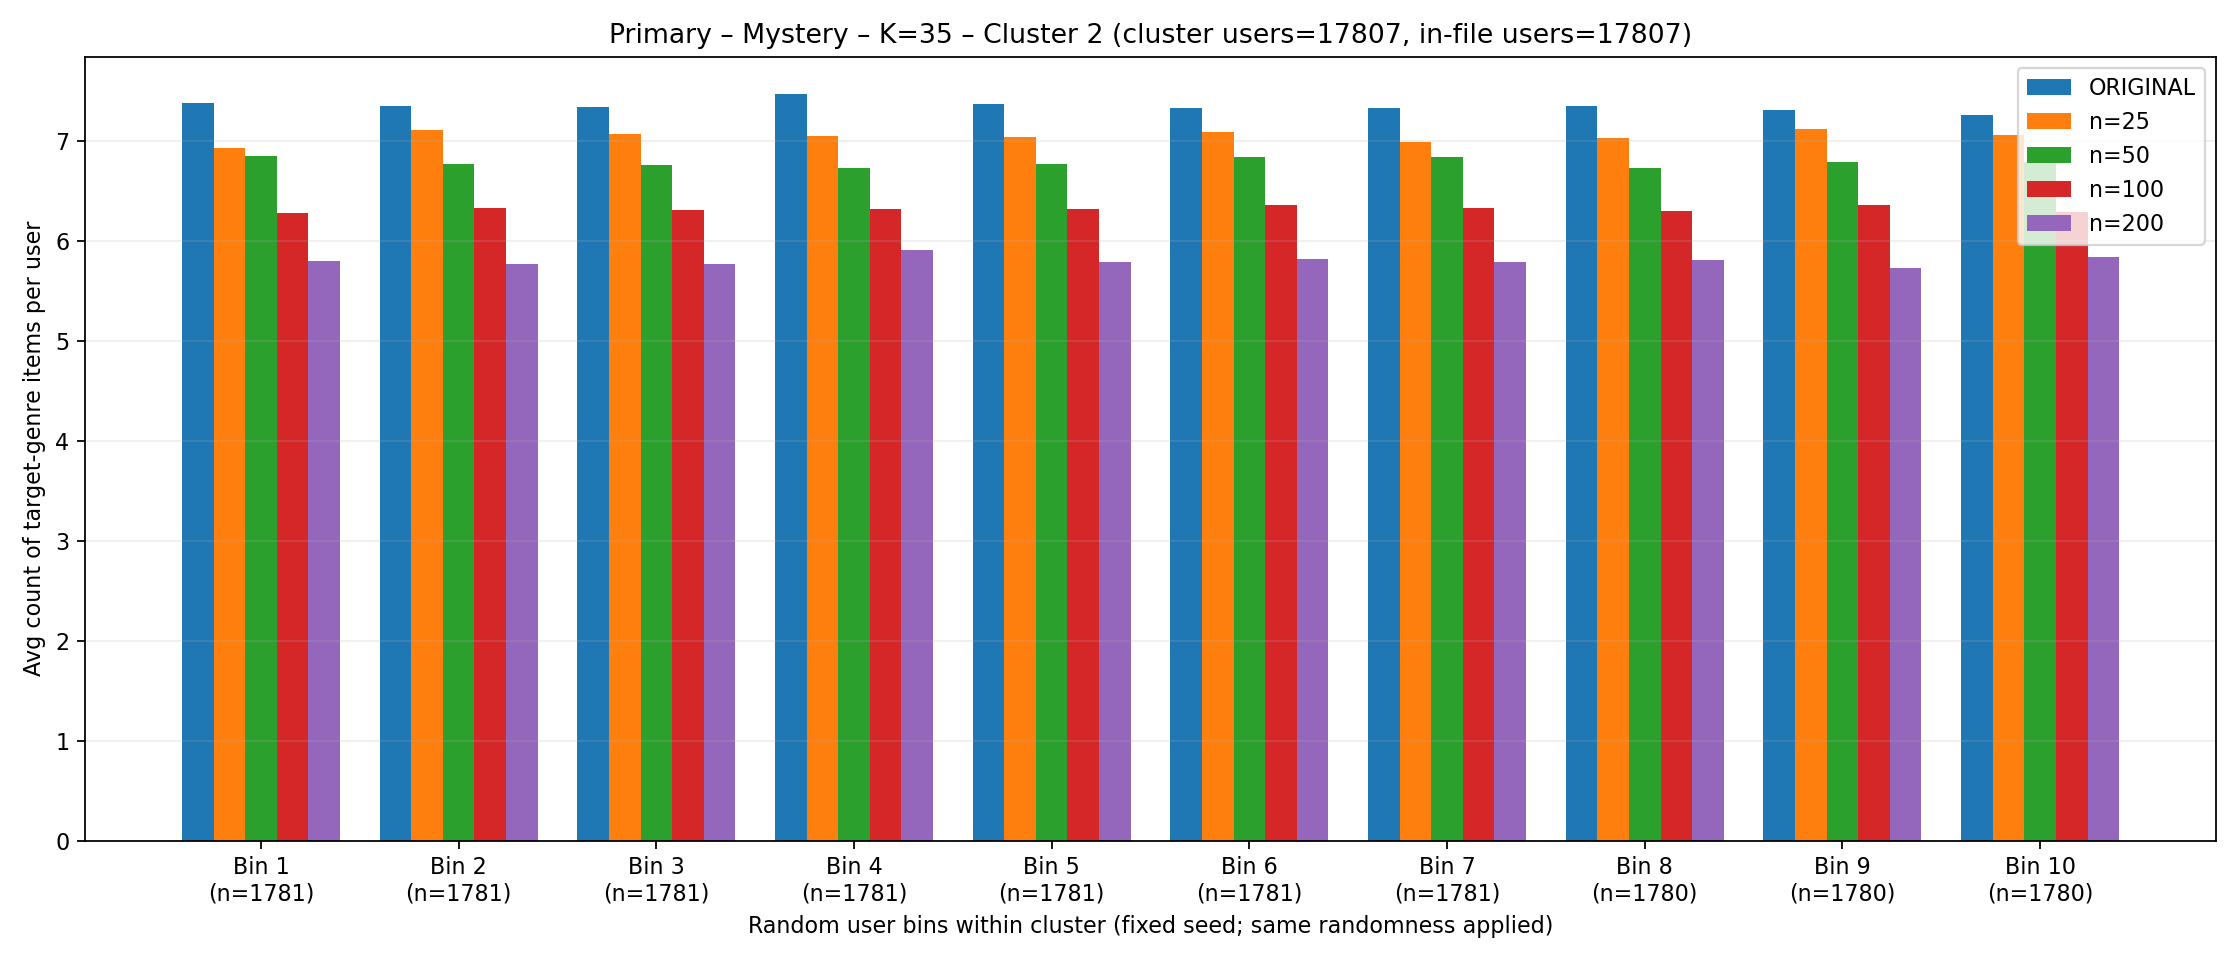 Primary – Mystery – K=35 – Cluster 2 (cluster users=17807, in-file users=17807)
ORIGINAL
n=25
n=50
n=100
n=200
Avg count of target-genre items per user
7
6
5
4
3
2
1
0
Bin 1 Bin 2 Bin 3 Bin 4 Bin 5 Bin 6 Bin 7 Bin 8 Bin 9 Bin 10
(n=1781) (n=1781) (n=1781) (n=1781) (n=1781) (n=1781) (n=1781) (n=1780) (n=1780) (n=1780)
Random user bins within cluster (fixed seed; same randomness applied)